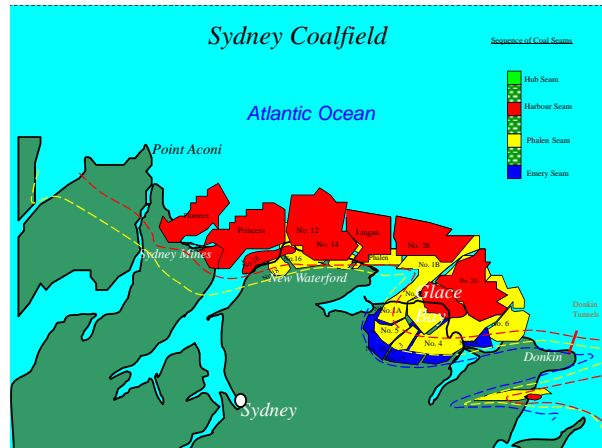 Sydney Coalfield
Sequence of Coal Seams
Hub Seam
Harbour Seam
Phalen Seam
Emery Seam
Atlantic Ocean
Point Aconi
Florence
Princess
No. 12
Lingan
No. 14
No. 26
Sydney Mines
No. 16
Phalen
No. 1B
New Waterford
No. 20
Glace
Bay
No.1A
No. 5
No. 4
No. 6
Donkin
Tunnels
Donkin
Sydney